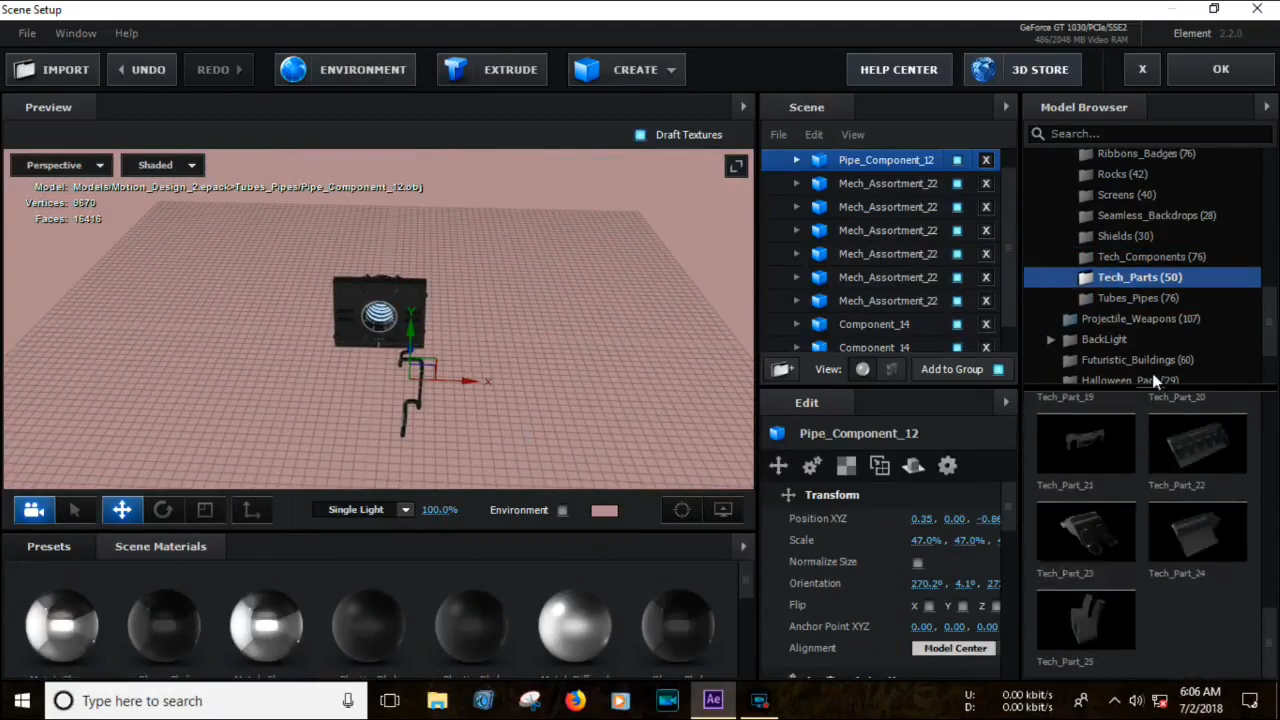 Scene Setup
File Window Help
GeForce GT 1030/PCIe/SSE2
486/2048 MB Video RAM
Element 2.2.0
IMPORT UNDO REDO ENVIRONMENT EXTRUDE CREATE HELP CENTER 3D STORE X OK
Preview
Draft Textures
Perspective Shaded
Model: Models/Motion_Design_2.epack>Tubes_Pipes/Pipe_Component_12.obj
Vertices: 9670
Faces: 16416
Y
X
Single Light 100.0% Environment
Presets Scene Materials
Scene
File Edit View
Pipe_Component_12 X
Mech_Assortment_22 X
Mech_Assortment_22 X
Mech_Assortment_22 X
Mech_Assortment_22 X
Mech_Assortment_22 X
Mech_Assortment_22 X
Component_14 X
Component_14 X
View: Add to Group
Edit
Pipe_Component_12
Transform
Position XYZ 0.35, 0.00, -0.86
Scale 47.0%, 47.0%, 4
Normalize Size
Orientation 270.2°, 4.1°, 27
Flip X Y Z
Anchor Point XYZ 0.00, 0.00, 0.00
Alignment Model Center
Model Browser
Search...
Ribbons_Badges (76)
Rocks (42)
Screens (40)
Seamless_Backdrops (28)
Shields (30)
Tech_Components (76)
Tech_Parts (50)
Tubes_Pipes (76)
Projectile_Weapons (107)
BackLight
Futuristic_Buildings (60)
Halloween_Pack (29)
Tech_Part_19 Tech_Part_20
Tech_Part_21 Tech_Part_22
Tech_Part_23 Tech_Part_24
Tech_Part_25
Type here to search
Ae
U: 0.00 kbit/s
D: 0.00 kbit/s
6:06 AM
7/2/2018